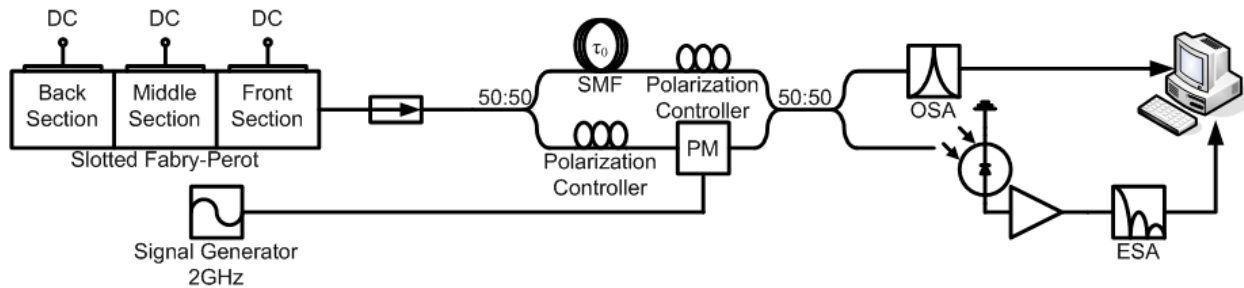 DC
DC
DC
Back
Section
Middle
Section
Front
Section
Slotted Fabry-Perot
Signal Generator
2GHz
50:50
τ0
SMF
Polarization
Controller
Polarization
Controller
PM
50:50
OSA
ESA